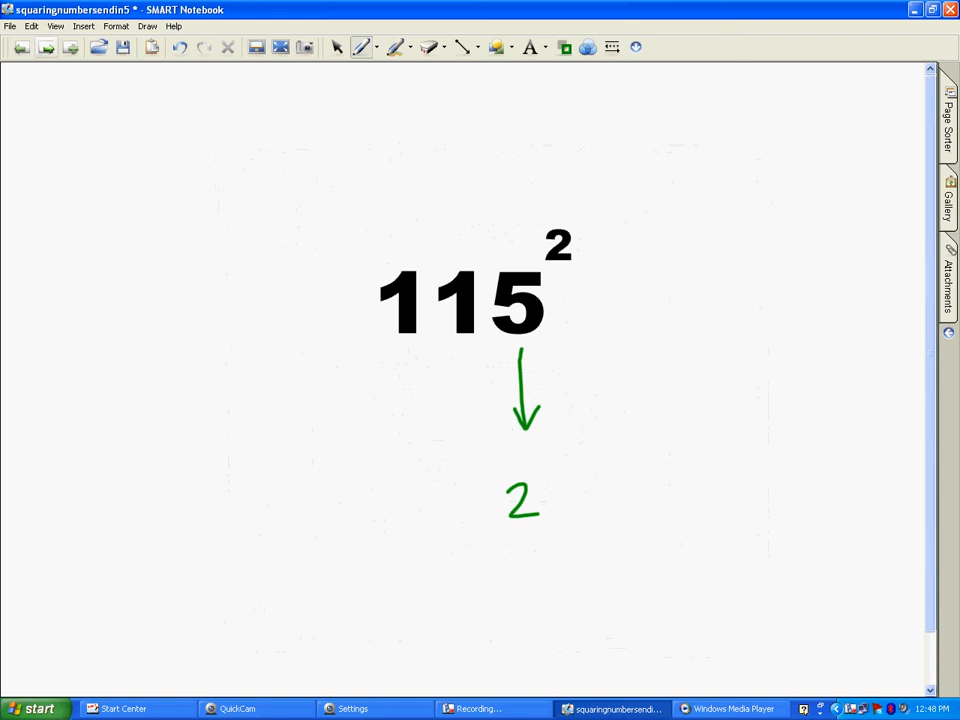 squaringnumbersendin5 * - SMART Notebook
File Edit View Insert Format Draw Help
A
Page Sorter
Gallery
Attachments
115²
2
start Start Center QuickCam Settings Recording... squaringnumbersendi... Windows Media Player 12:48 PM